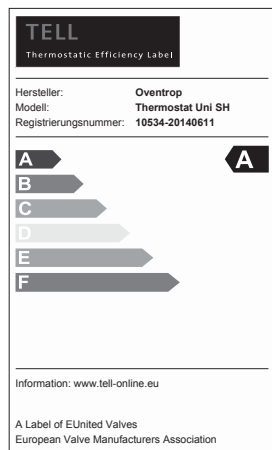 TELL
Thermostatic Efficiency Label
Hersteller: Oventrop
Modell: Thermostat Uni SH
Registrierungsnummer: 10534-20140611
A A
B
C
D
E
F
Information: www.tell-online.eu
A Label of EUnited Valves
European Valve Manufacturers Association